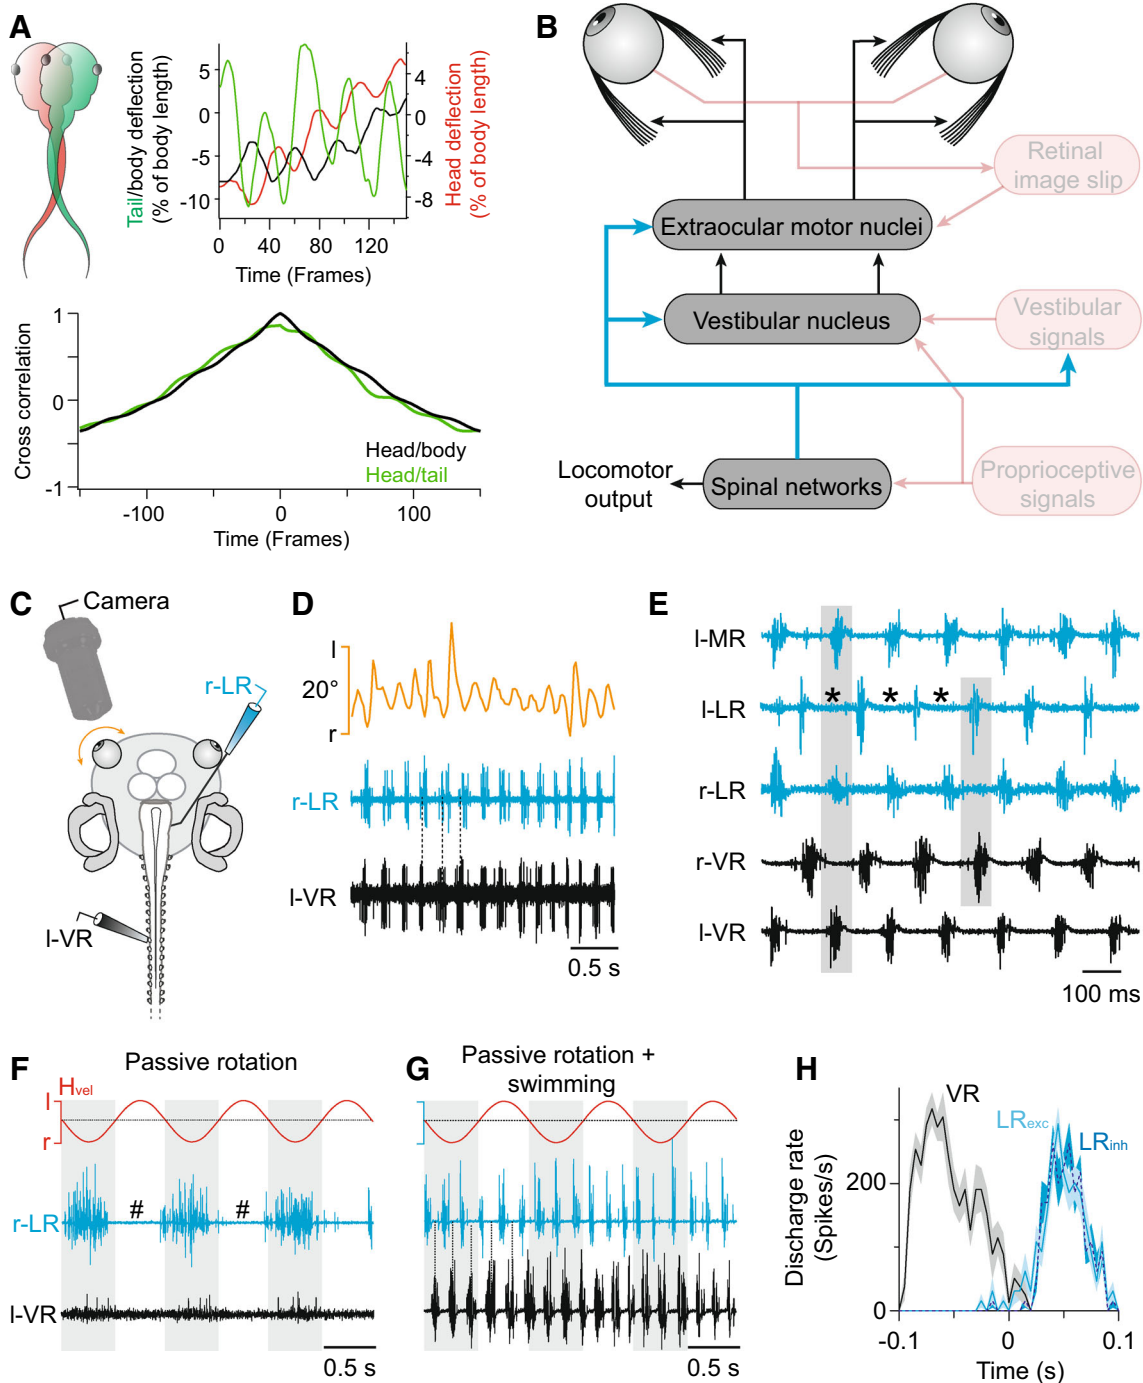 A
Tail/body deflection
(% of body length)
5
0
-5
-10
4
0
-4
-8
Head deflection
(% of body length)
0
40
80
120
Time (Frames)
Cross correlation
1
0
-1
Head/body
Head/tail
-100
0
100
Time (Frames)
B
Retinal
image slip
Extraocular motor nuclei
Vestibular nucleus
Vestibular
signals
Locomotor
output
Spinal networks
Proprioceptive
signals
C
Camera
r-LR
l-VR
D
l
20°
r
r-LR
l-VR
0.5 s
E
l-MR
l-LR
* * *
r-LR
r-VR
l-VR
100 ms
F
Passive rotation
Hvel
l
r
r-LR
# #
l-VR
0.5 s
G
Passive rotation +
swimming
0.5 s
H
VR
LRexc
LRinh
Discharge rate
(Spikes/s)
200
0
-0.1
0
0.1
Time (s)